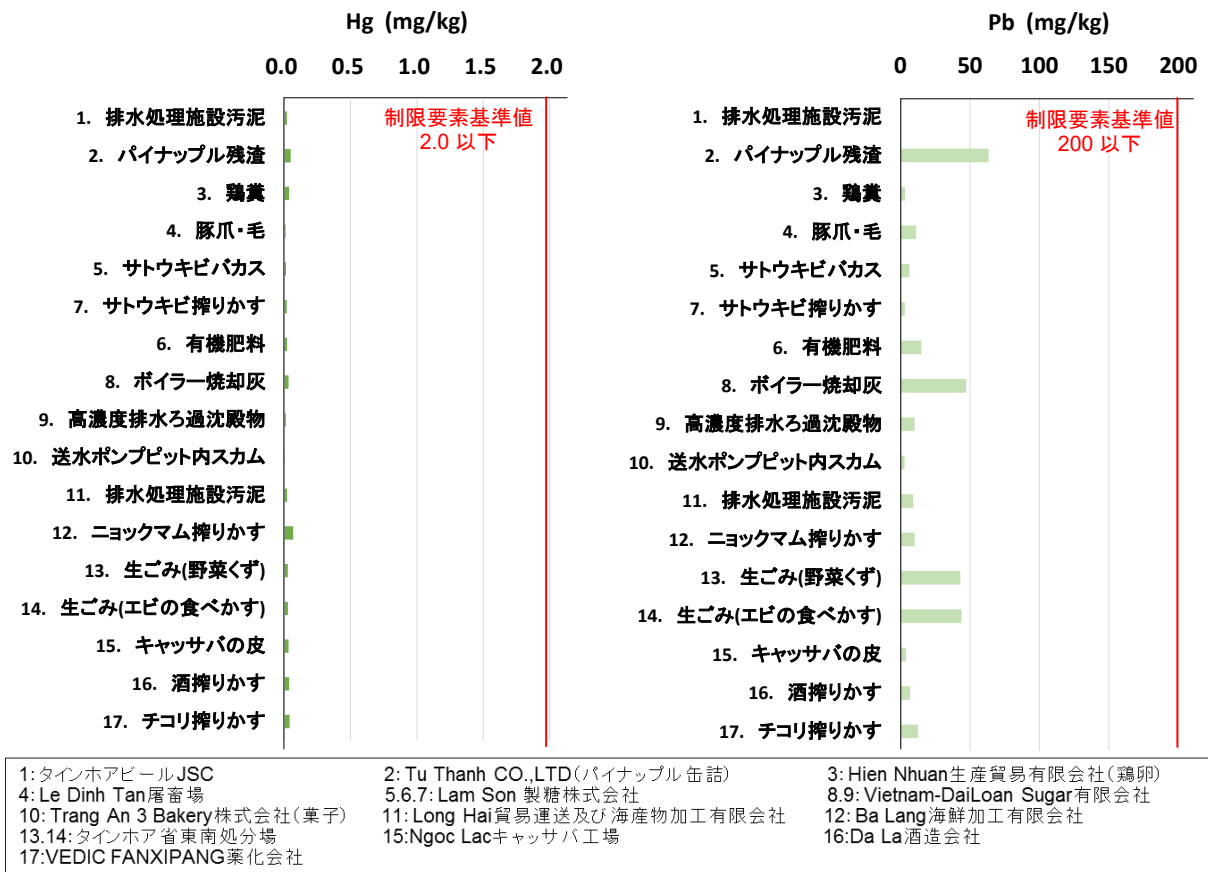 Hg (mg/kg)
0.0 0.5 1.0 1.5 2.0
制限要素基準値
2.0 以下
1. 排水処理施設汚泥
2. パイナップル残渣
3. 鶏糞
4. 豚爪・毛
5. サトウキビバカス
7. サトウキビ搾りかす
6. 有機肥料
8. ボイラー焼却灰
9. 高濃度排水ろ過沈殿物
10. 送水ポンプピット内スカム
11. 排水処理施設汚泥
12. ニョックマム搾りかす
13. 生ごみ(野菜くず)
14. 生ごみ(エビの食べかす)
15. キャッサバの皮
16. 酒搾りかす
17. チコリ搾りかす
Pb (mg/kg)
0 50 100 150 200
制限要素基準値
200 以下
1. 排水処理施設汚泥
2. パイナップル残渣
3. 鶏糞
4. 豚爪・毛
5. サトウキビバカス
7. サトウキビ搾りかす
6. 有機肥料
8. ボイラー焼却灰
9. 高濃度排水ろ過沈殿物
10. 送水ポンプピット内スカム
11. 排水処理施設汚泥
12. ニョックマム搾りかす
13. 生ごみ(野菜くず)
14. 生ごみ(エビの食べかす)
15. キャッサバの皮
16. 酒搾りかす
17. チコリ搾りかす
1:タインホアビールJSC 2: Tu Thanh CO.,LTD(パイナップル缶詰) 3: Hien Nhuan生産貿易有限会社(鶏卵)
4: Le Dinh Tan屠畜場 5.6.7: Lam Son 製糖株式会社 8.9: Vietnam-DaiLoan Sugar有限会社
10: Trang An 3 Bakery株式会社(菓子) 11: Long Hai貿易運送及び海産物加工有限会社 12: Ba Lang海鮮加工有限会社
13.14:タインホア省東南処分場 15:Ngoc Lacキャッサバ工場 16:Da La酒造会社
17:VEDIC FANXIPANG薬化会社